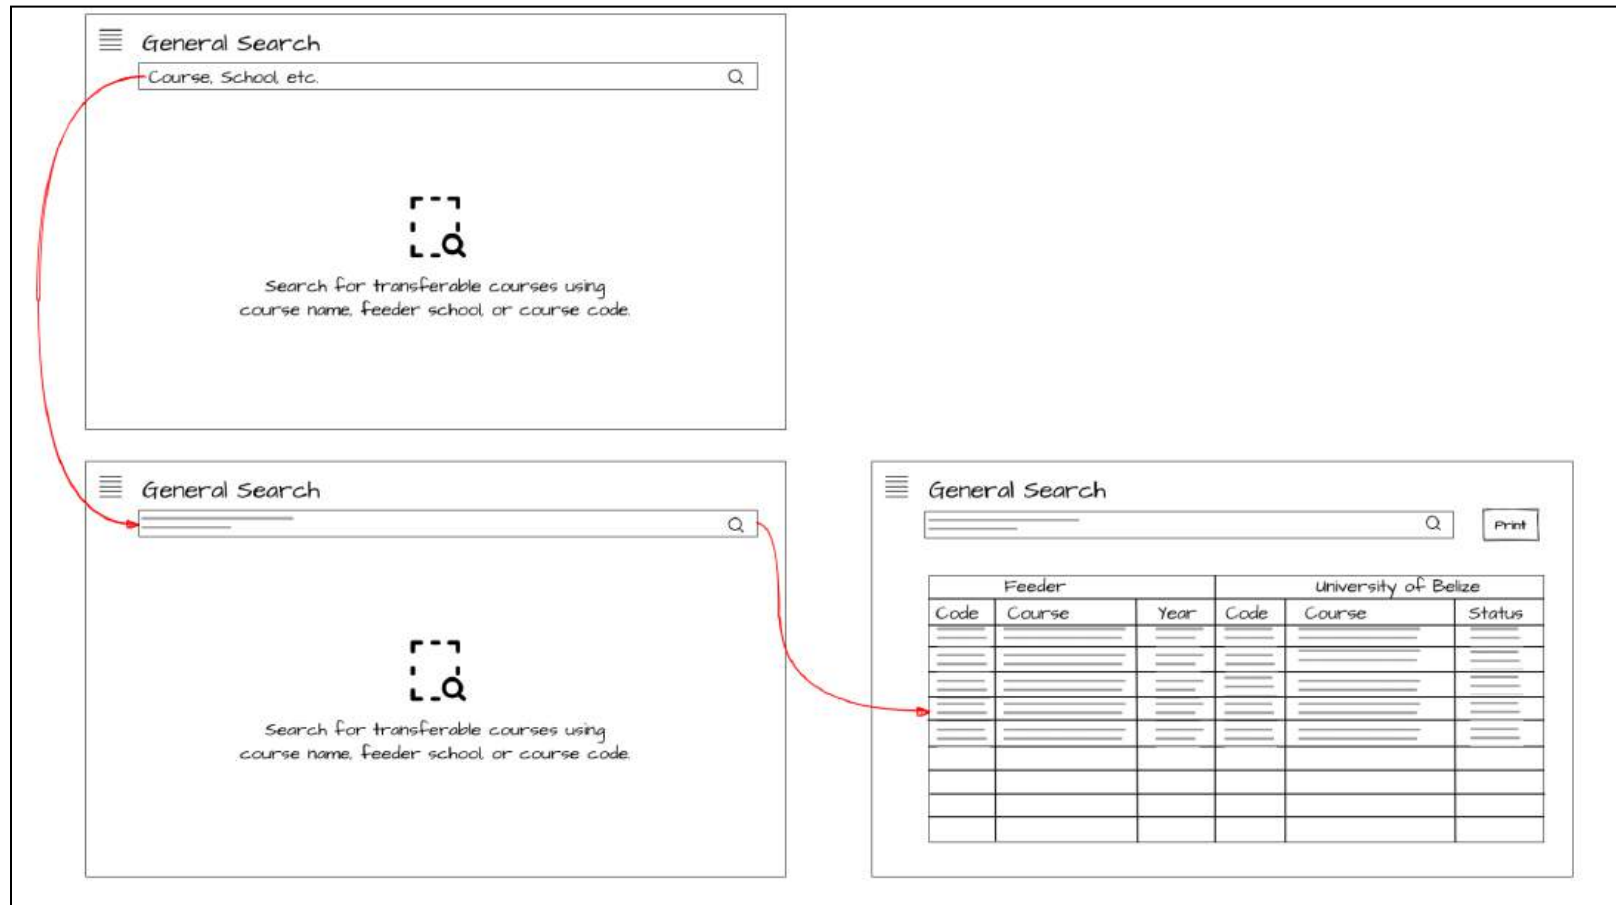 General Search
Course, School, etc.
Search for transferable courses using
course name, feeder school, or course code.
General Search
Search for transferable courses using
course name, feeder school, or course code.
General Search
Print
Feeder University of Belize
Code Course Year Code Course Status